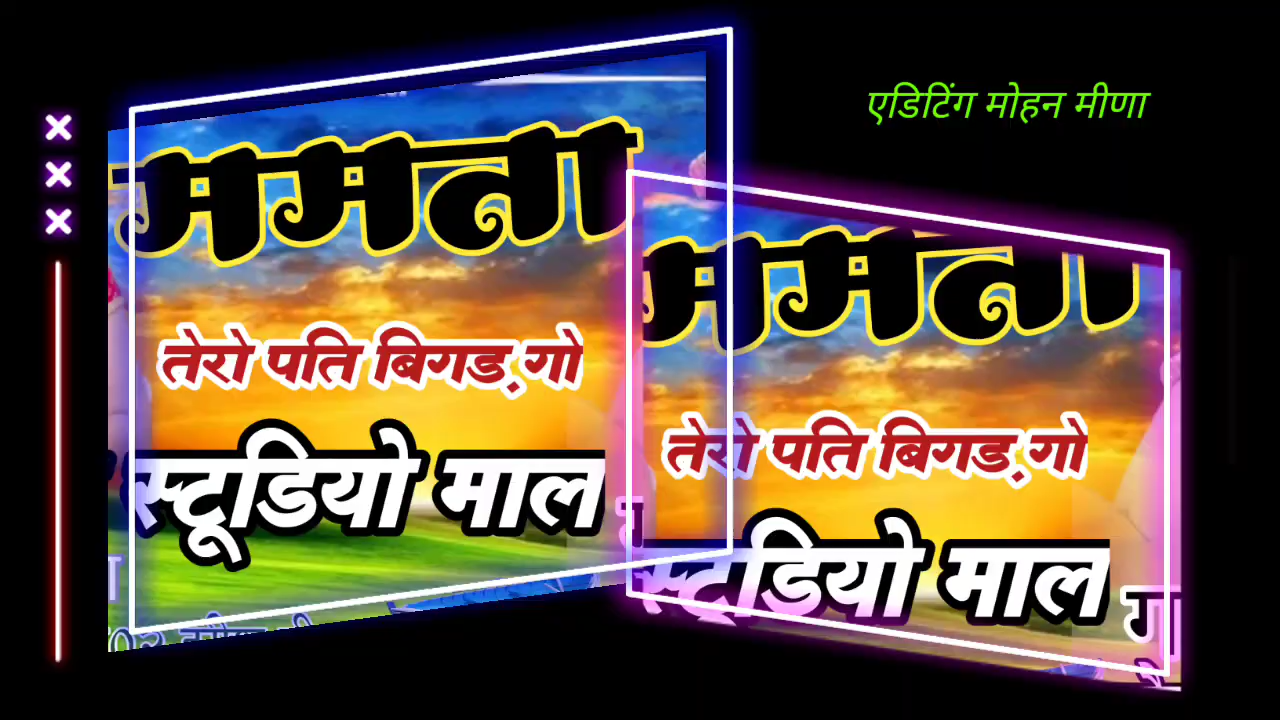 एडिटिंग मोहन मीणा
ममता
तेरो पति बिगड़ गो
स्टूडियो माल
ममता
तेरो पति बिगड़ गो
स्टूडियो माल